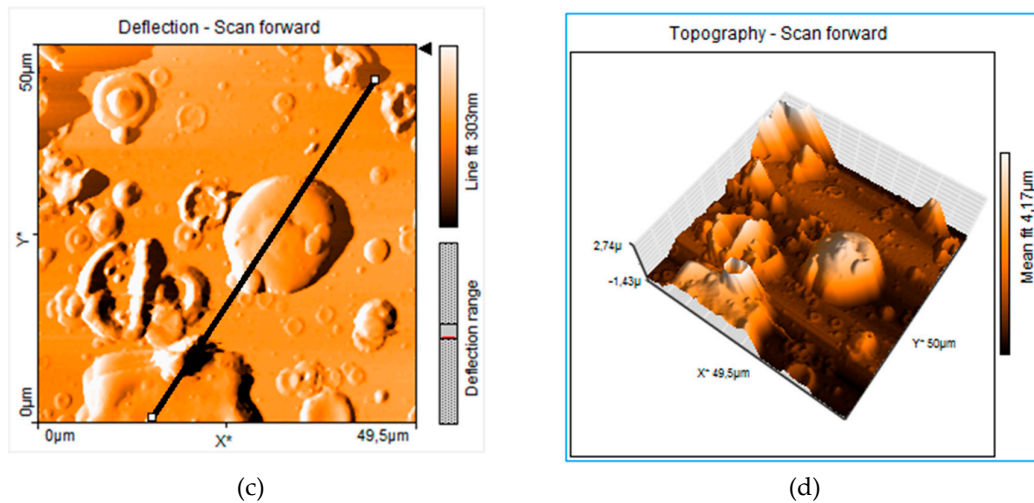 Deflection - Scan forward
50µm
Y*
0µm
0µm
X*
49,5µm
Line fit 303nm
Deflection range
(c)
Topography - Scan forward
2,74µ
-1,43µ
X* 49,5µm
Y* 50µm
Mean fit 4,17µm
(d)